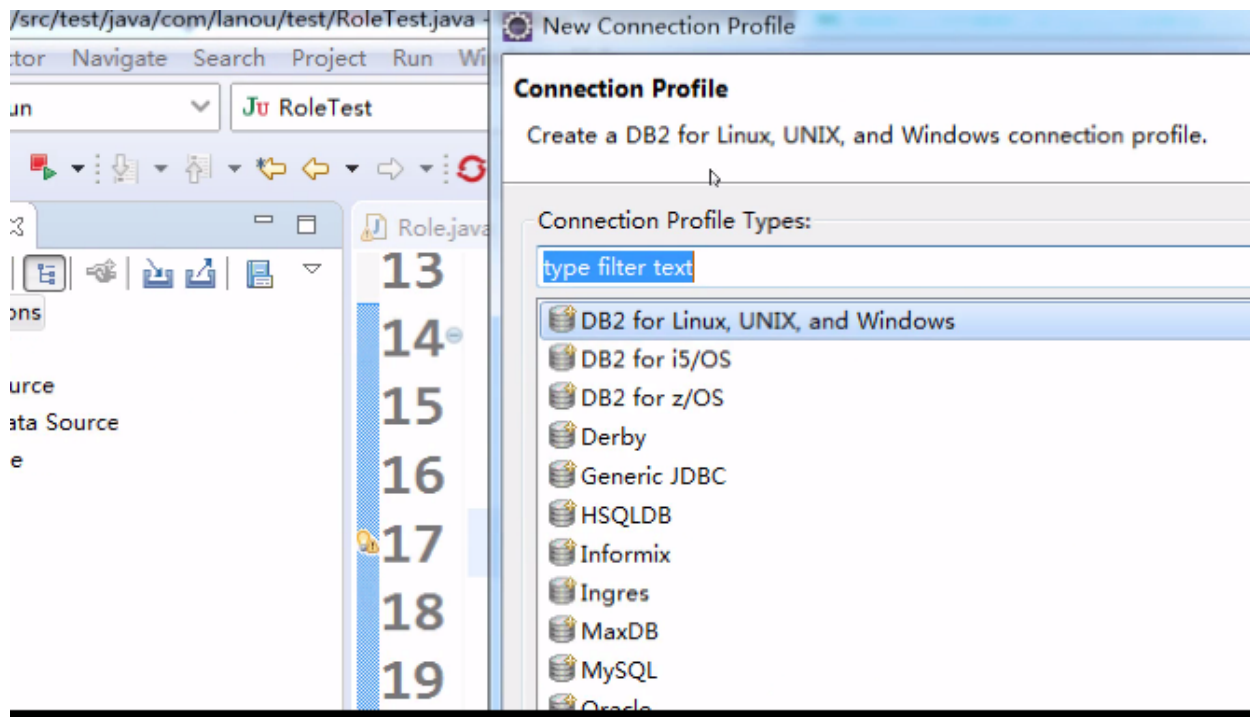 /src/test/java/com/lanou/test/RoleTest.java -
New Connection Profile
tor Navigate Search Project Run Wi
Connection Profile
un
Ju RoleTest
Create a DB2 for Linux, UNIX, and Windows connection profile.
Role.java
Connection Profile Types:
type filter text
13
ons
DB2 for Linux, UNIX, and Windows
14
DB2 for i5/OS
urce
DB2 for z/OS
15
ata Source
Derby
e
16
Generic JDBC
HSQLDB
17
Informix
Ingres
18
MaxDB
MySQL
19
Oracle